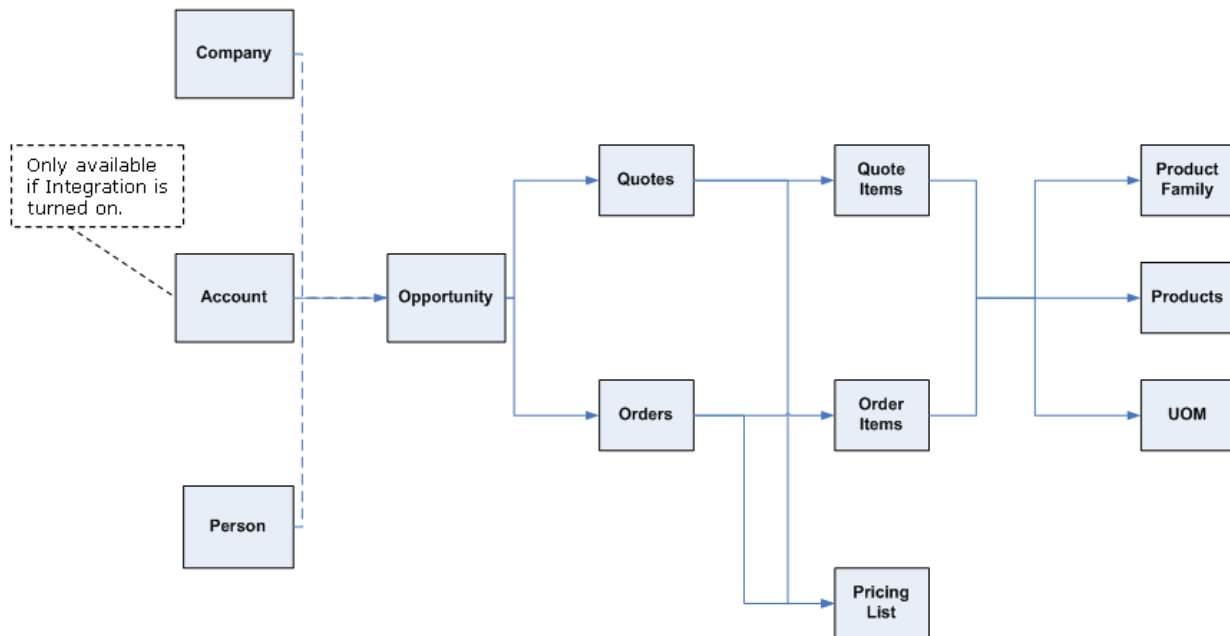 Company
Only available
if Integration is
turned on.
Account
Person
Opportunity
Quotes
Orders
Quote
Items
Order
Items
Pricing
List
Product
Family
Products
UOM